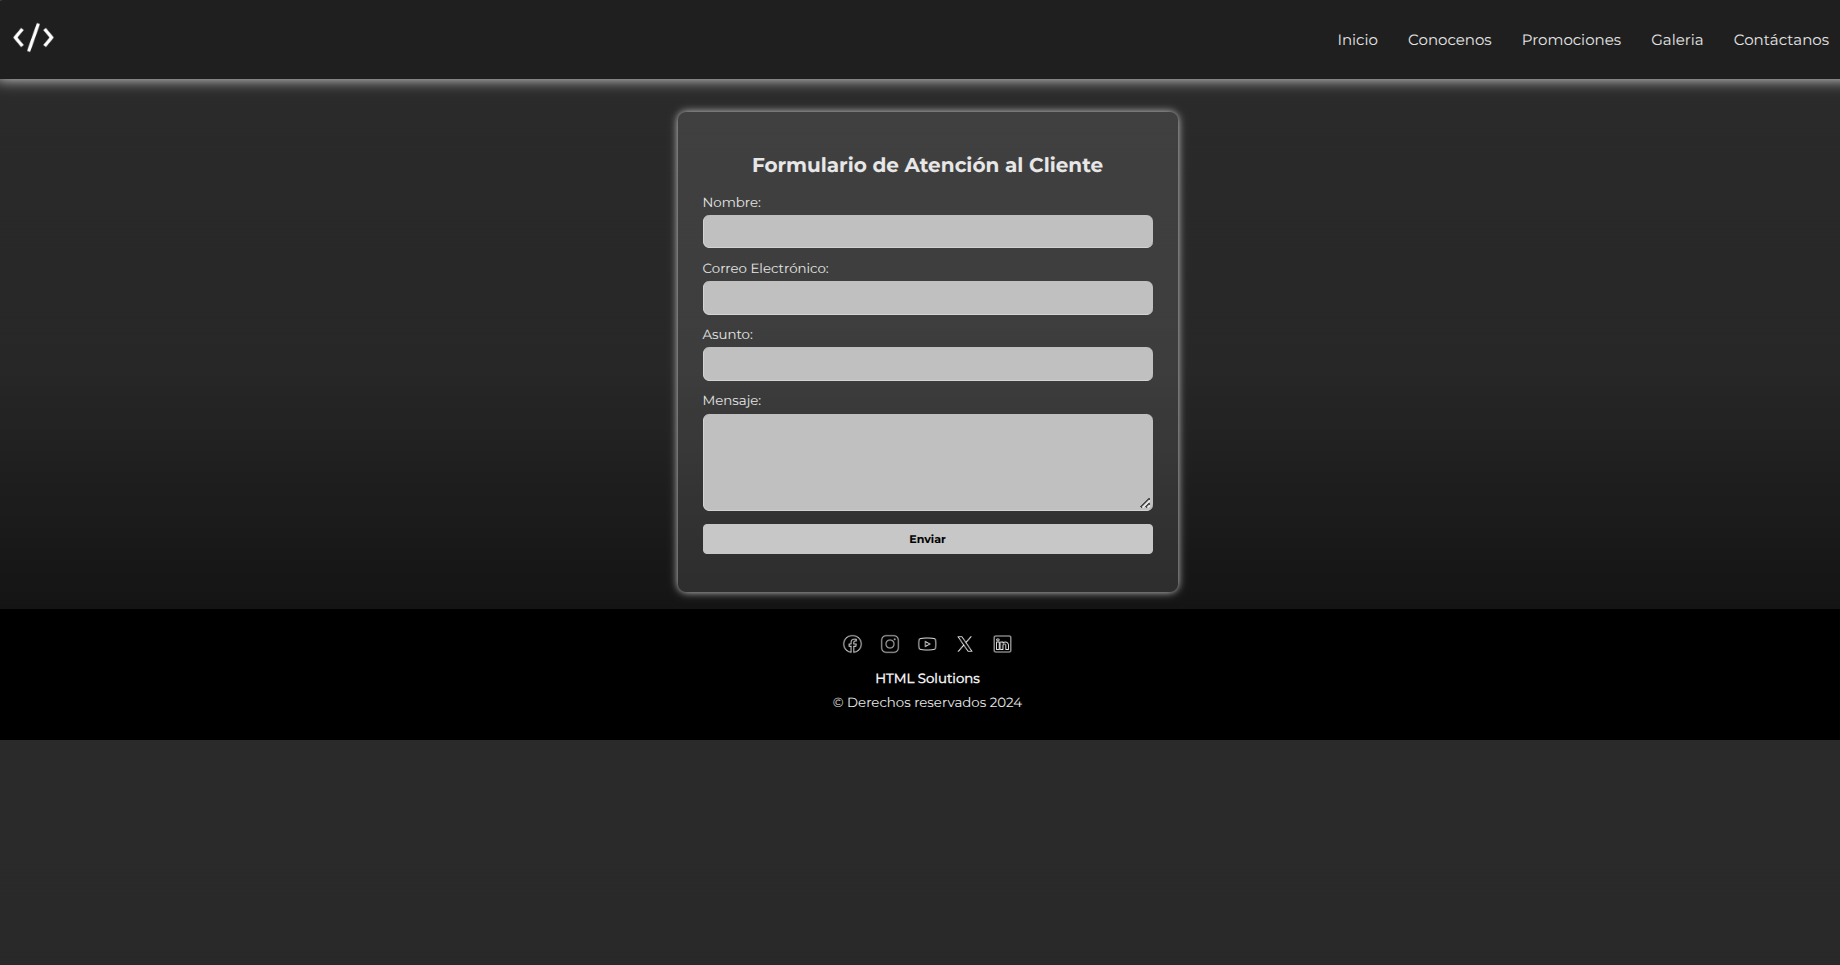 </>
Inicio Conocenos Promociones Galeria Contáctanos
Formulario de Atención al Cliente
Nombre:
Correo Electrónico:
Asunto:
Mensaje:
Enviar
HTML Solutions
© Derechos reservados 2024